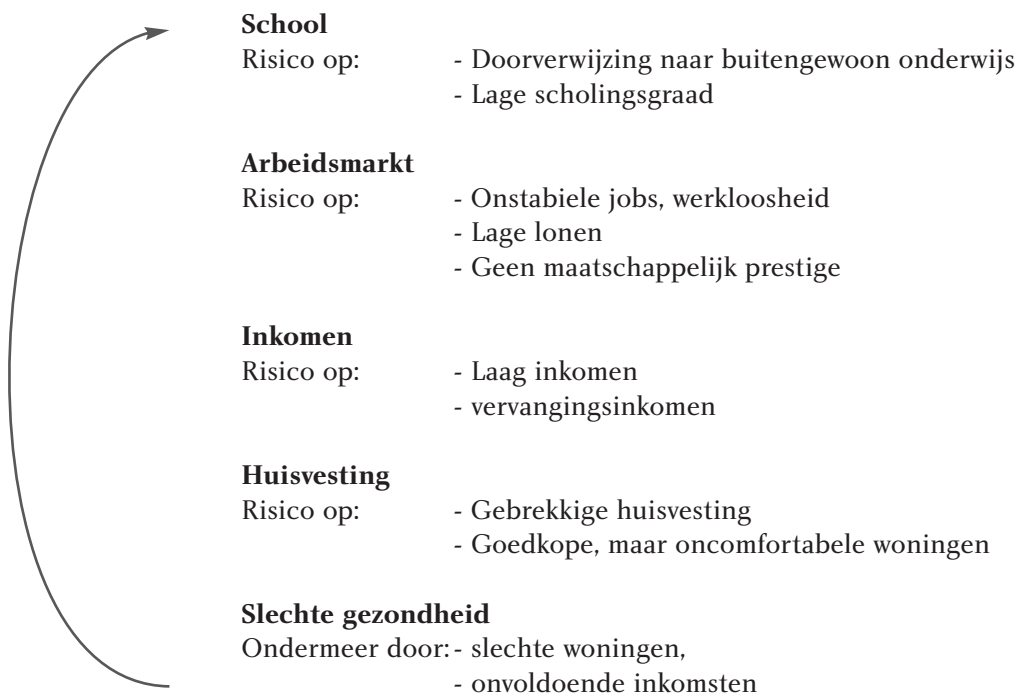 School
Risico op: - Doorverwijzing naar buitengewoon onderwijs
- Lage scholingsgraad
Arbeidsmarkt
Risico op: - Onstabiele jobs, werkloosheid
- Lage lonen
- Geen maatschappelijk prestige
Inkomen
Risico op: - Laag inkomen
- vervangingsinkomen
Huisvesting
Risico op: - Gebrekkige huisvesting
- Goedkope, maar oncomfortabele woningen
Slechte gezondheid
Ondermeer door: - slechte woningen,
- onvoldoende inkomsten